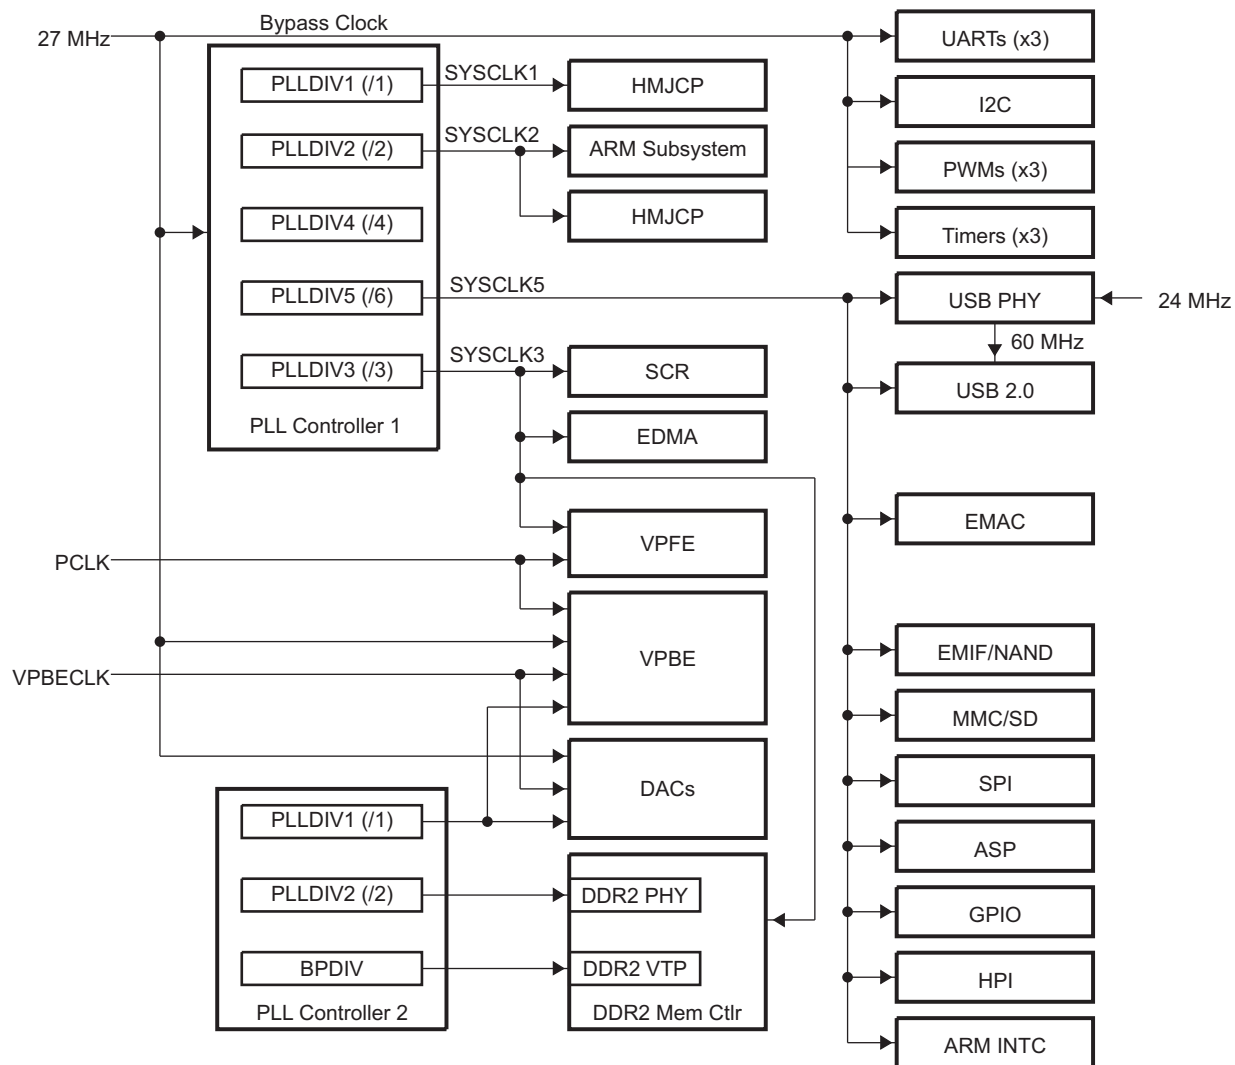 Bypass Clock
27 MHz
UARTs (x3)
PLLDIV1 (/1)
SYSCLK1
HMJCP
I2C
PLLDIV2 (/2)
SYSCLK2
ARM Subsystem
PWMs (x3)
HMJCP
PLLDIV4 (/4)
Timers (x3)
PLLDIV5 (/6)
SYSCLK5
USB PHY
24 MHz
60 MHz
PLLDIV3 (/3)
SYSCLK3
SCR
USB 2.0
PLL Controller 1
EDMA
EMAC
VPFE
PCLK
VPBE
EMIF/NAND
VPBECLK
MMC/SD
DACs
SPI
PLLDIV1 (/1)
ASP
PLLDIV2 (/2)
DDR2 PHY
GPIO
BPDIV
DDR2 VTP
HPI
PLL Controller 2
DDR2 Mem Ctlr
ARM INTC